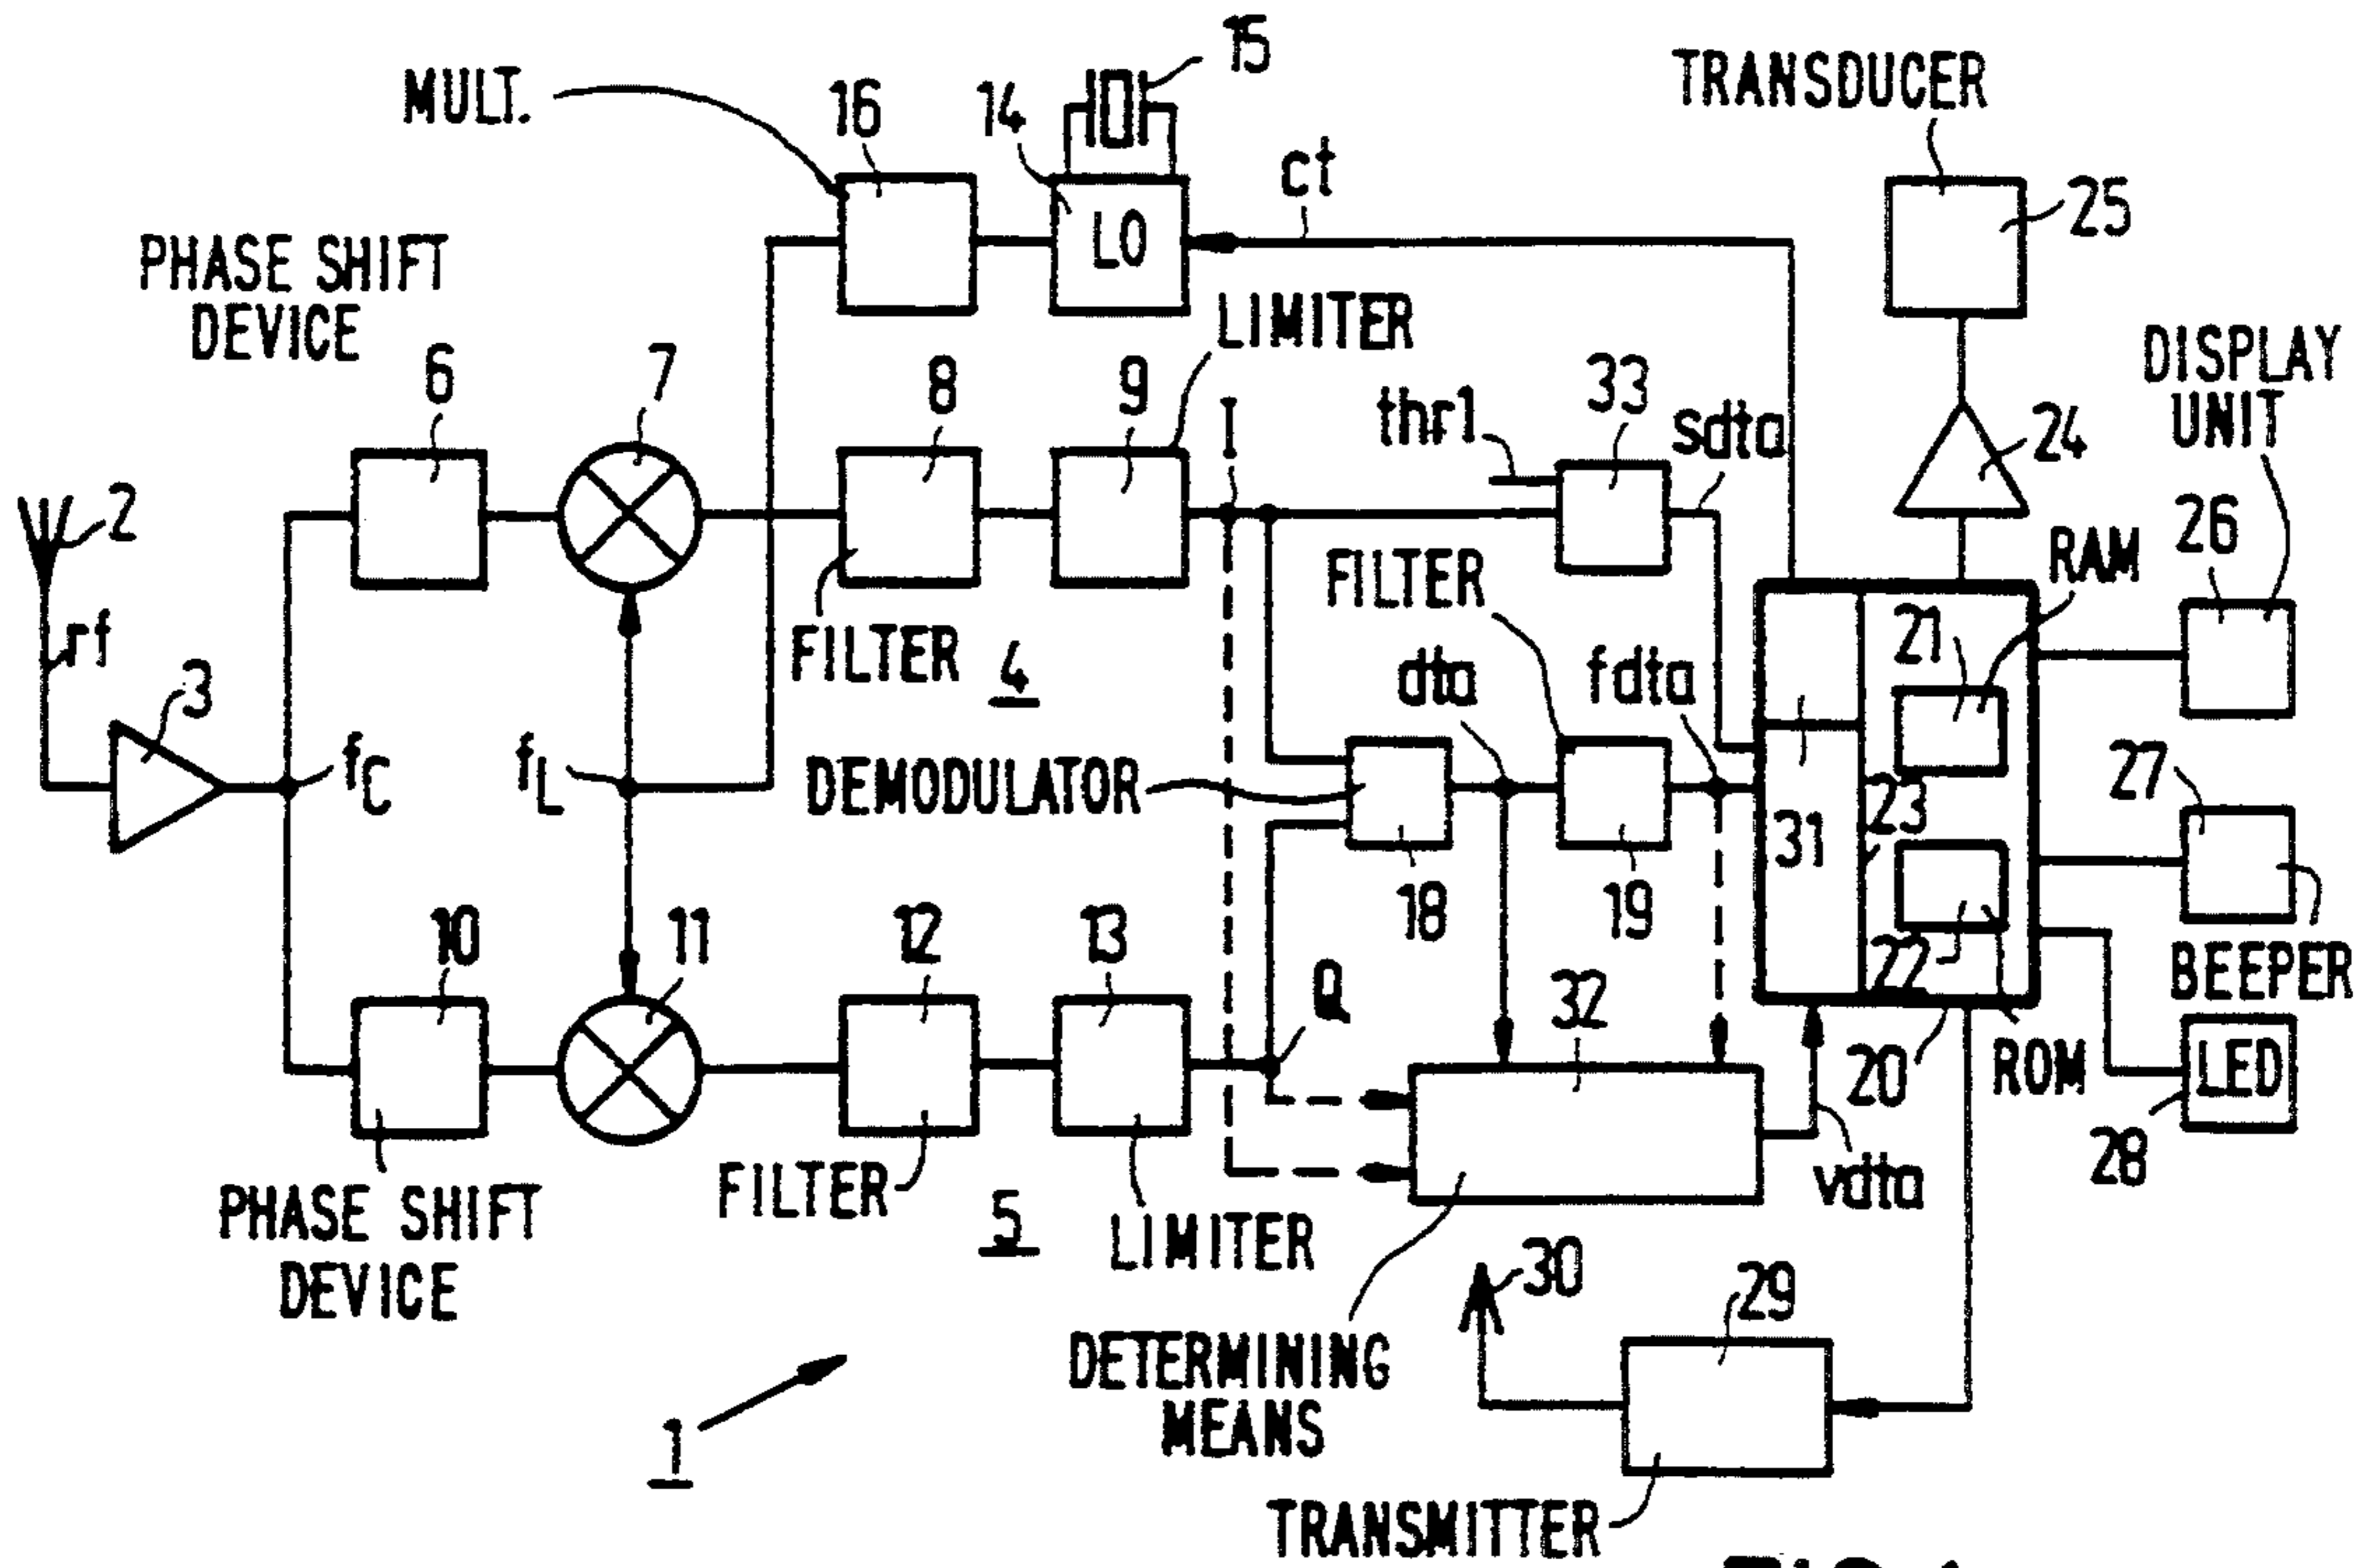 15
TRANSDUCER
MULT.
16
14
ct
25
LO
PHASE SHIFT
DEVICE
LIMITER
DISPLAY
UNIT
6
7
8
9
I
thr1
33
sdta
24
2
26
FILTER
RAM
rf
21
FILTER
4
dta
fdta
3
fC
fL
DEMODULATOR
27
23
31
18
19
10
11
12
13
Q
22
BEEPER
32
20
ROM
LED
28
vdta
FILTER
PHASE SHIFT
DEVICE
5
LIMITER
30
29
DETERMINING
MEANS
1
TRANSMITTER